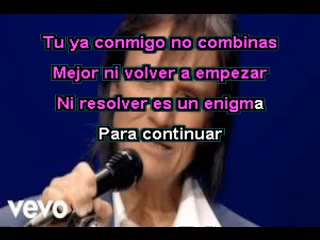 Tu ya conmigo no combinas
Mejor ni volver a empezar
Ni resolver es un enigma
Para continuar
vevo